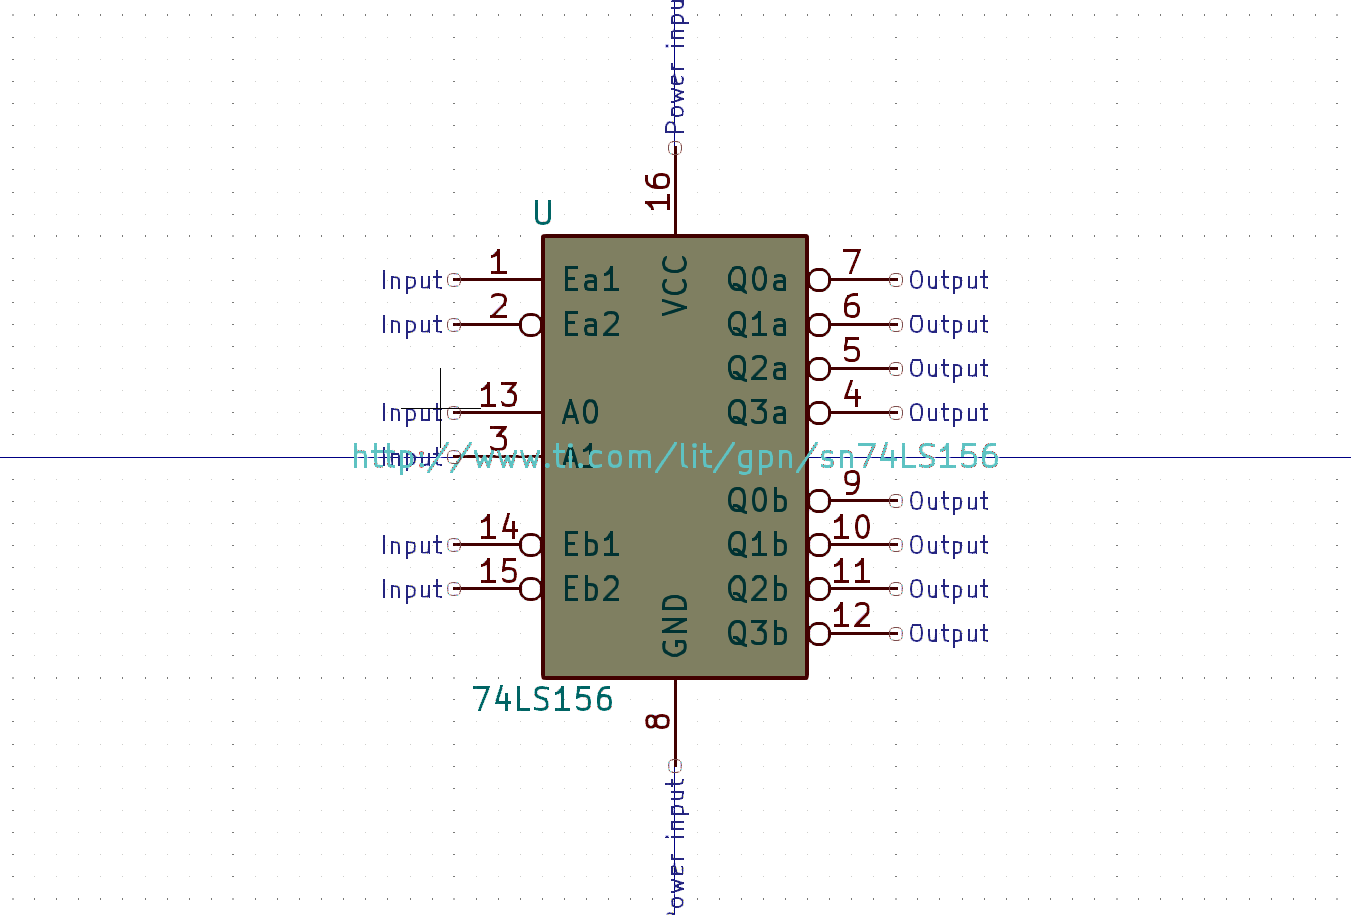 Power input
16
U
1
Ea1
VCC
Q0a
7
Input
Output
2
Ea2
Q1a
6
Input
Output
Q2a
5
Output
13
A0
Q3a
4
Input
Output
3
A1
Input
http://www.ti.com/lit/gpn/sn74LS156
Q0b
9
Output
14
Eb1
Q1b
10
Input
Output
15
Eb2
Q2b
11
Input
Output
GND
Q3b
12
Output
74LS156
8
Power input